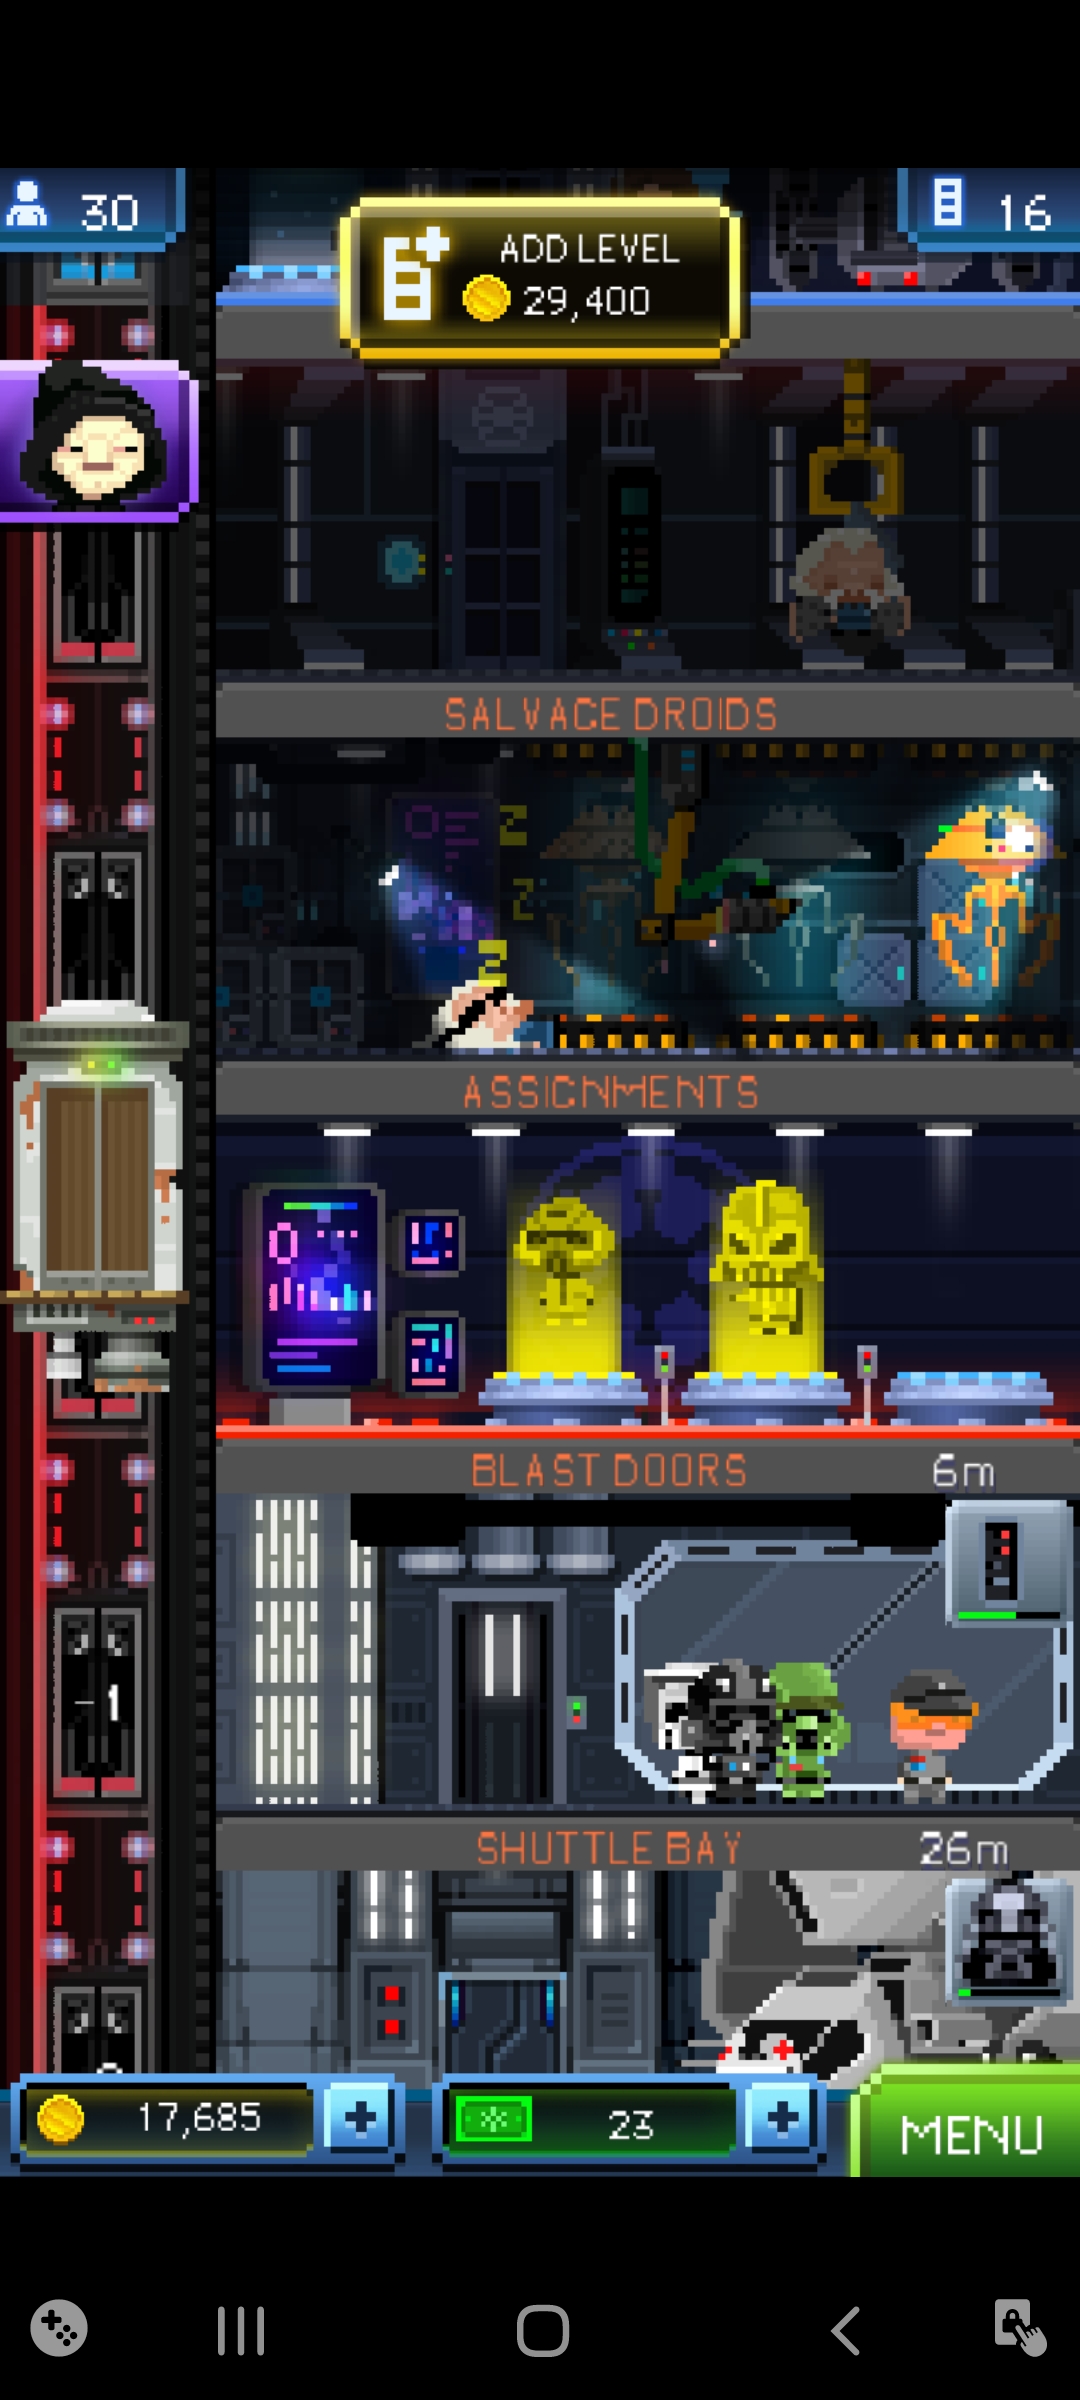 30
16
ADD LEVEL
29,400
SALVAGE DROIDS
Z
Z
Z
ASSIGNMENTS
BLAST DOORS 6m
-1
SHUTTLE BAY 26m
17,685
23
MENU